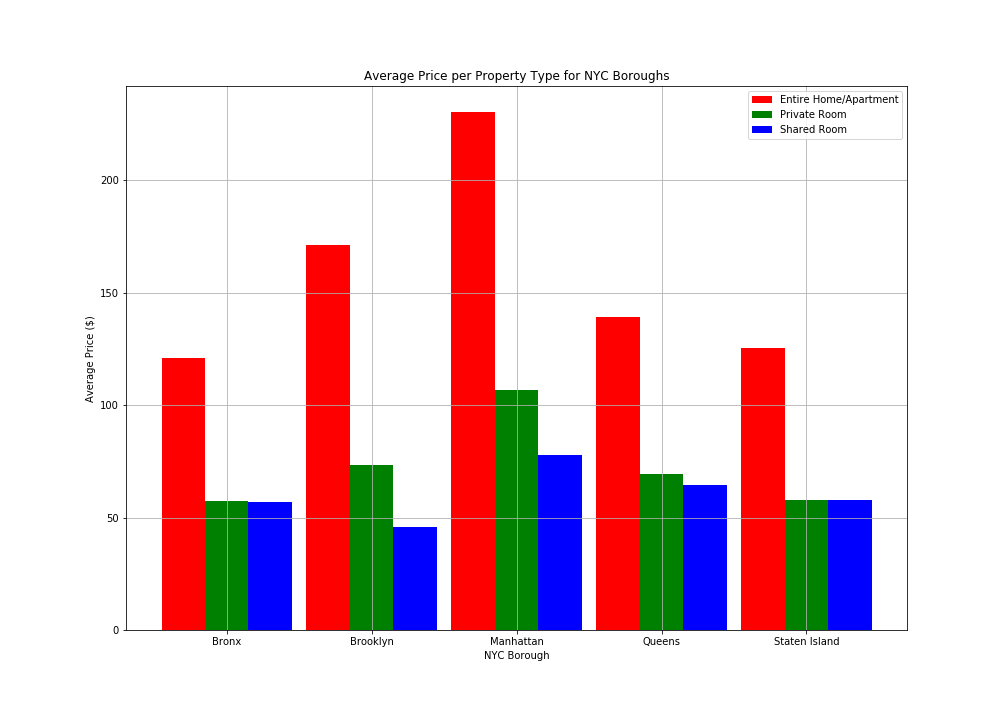 Average Price per Property Type for NYC Boroughs
Entire Home/Apartment
Private Room
Shared Room
Average Price ($)
200
150
100
50
0
Bronx Brooklyn Manhattan Queens Staten Island
NYC Borough